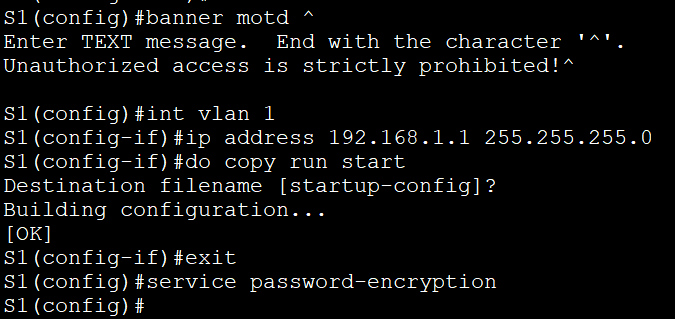 S1(config)#banner motd ^
Enter TEXT message.  End with the character '^'.
Unauthorized access is strictly prohibited!^
S1(config)#int vlan 1
S1(config-if)#ip address 192.168.1.1 255.255.255.0
S1(config-if)#do copy run start
Destination filename [startup-config]?
Building configuration...
[OK]
S1(config-if)#exit
S1(config)#service password-encryption
S1(config)#